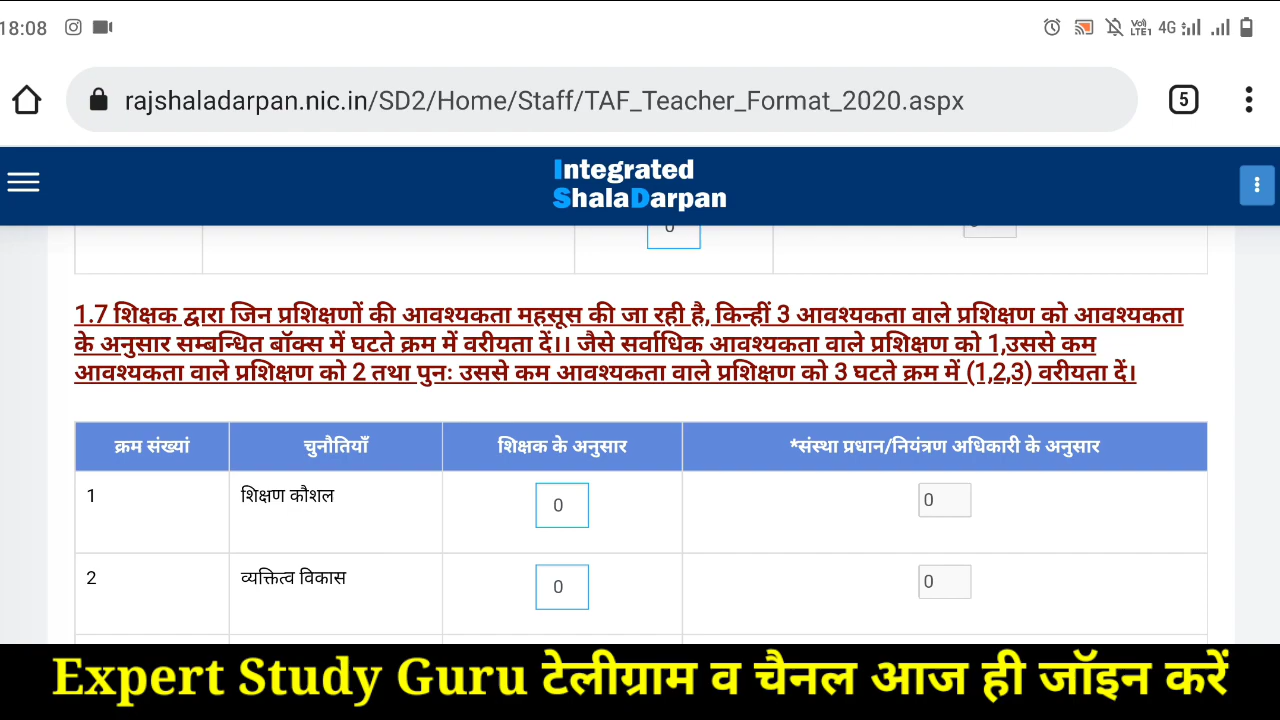 18:08
Vo) LTE1 4G
rajshaladarpan.nic.in/SD2/Home/Staff/TAF_Teacher_Format_2020.aspx
5
Integrated
ShalaDarpan
0
1.7 शिक्षक द्वारा जिन प्रशिक्षणों की आवश्यकता महसूस की जा रही है, किन्हीं 3 आवश्यकता वाले प्रशिक्षण को आवश्यकता
के अनुसार सम्बन्धित बॉक्स में घटते क्रम में वरीयता दें।। जैसे सर्वाधिक आवश्यकता वाले प्रशिक्षण को 1,उससे कम
आवश्यकता वाले प्रशिक्षण को 2 तथा पुनः उससे कम आवश्यकता वाले प्रशिक्षण को 3 घटते क्रम में (1,2,3) वरीयता दें।
क्रम संख्यां चुनौतियाँ शिक्षक के अनुसार *संस्था प्रधान/नियंत्रण अधिकारी के अनुसार
1 शिक्षण कौशल 0 0
2 व्यक्तित्व विकास 0 0
Expert Study Guru टेलीग्राम व चैनल आज ही जॉइन करें